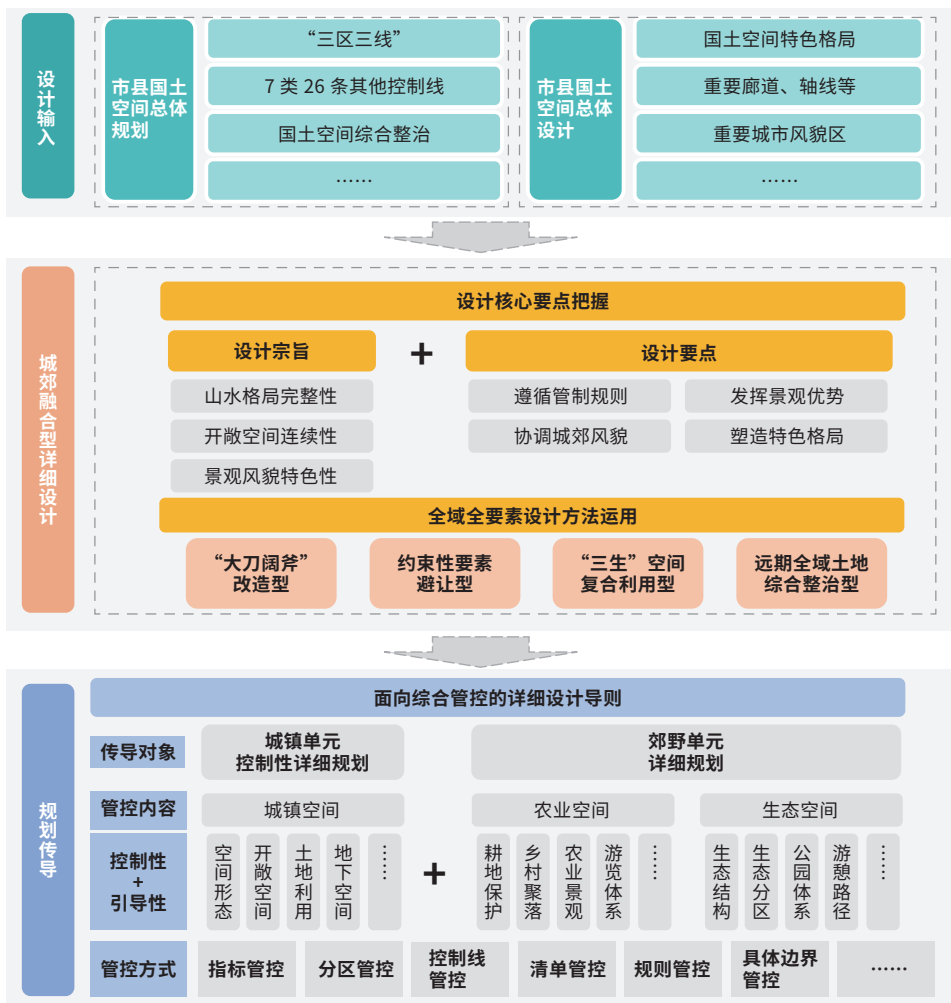 设计输入
市县国土
空间总体
规划
“三区三线”
7 类 26 条其他控制线
国土空间综合整治
……
市县国土
空间总体
设计
国土空间特色格局
重要廊道、轴线等
重要城市风貌区
……
城郊融合型详细设计
设计核心要点把握
设计宗旨
+
设计要点
山水格局完整性
开敞空间连续性
景观风貌特色性
遵循管制规则
发挥景观优势
协调城郊风貌
塑造特色格局
全域全要素设计方法运用
“大刀阔斧”
改造型
约束性要素
避让型
“三生”空间
复合利用型
远期全域土地
综合整治型
规划传导
面向综合管控的详细设计导则
传导对象
城镇单元
控制性详细规划
郊野单元
详细规划
管控内容
城镇空间
农业空间
生态空间
控制性
+
引导性
空间形态
开敞空间
土地利用
地下空间
……
+
耕地保护
乡村聚落
农业景观
游览体系
……
生态结构
生态分区
公园体系
游憩路径
……
管控方式
指标管控
分区管控
控制线
管控
清单管控
规则管控
具体边界
管控
……